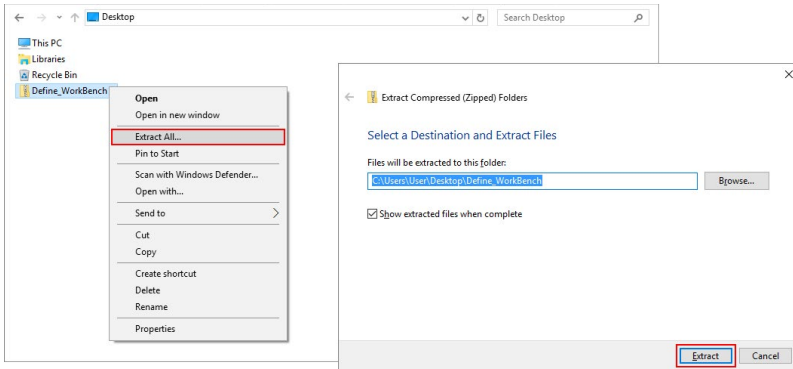 Desktop
Search Desktop
This PC
Libraries
Recycle Bin
Define_WorkBench
Open
Open in new window
Extract All...
Pin to Start
Scan with Windows Defender...
Open with...
Send to
Cut
Copy
Create shortcut
Delete
Rename
Properties
Extract Compressed (Zipped) Folders
Select a Destination and Extract Files
Files will be extracted to this folder:
C:\Users\User\Desktop\Define_WorkBench
Browse...
Show extracted files when complete
Extract
Cancel